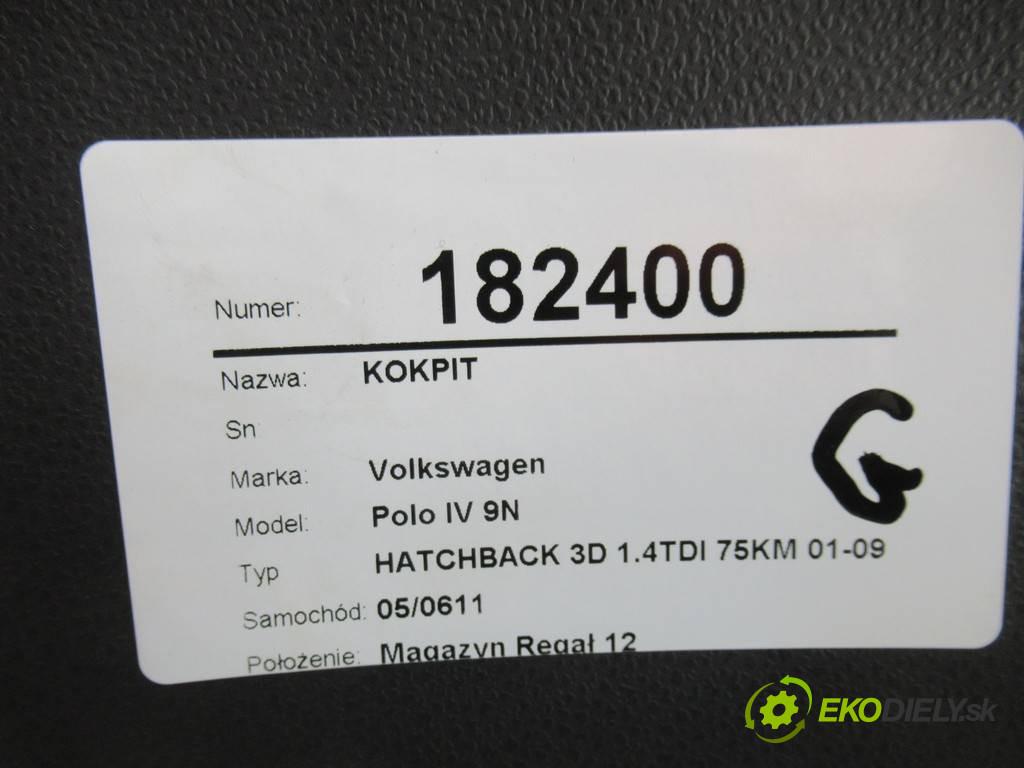 Numer: 182400
Nazwa: KOKPIT
Sn
Marka: Volkswagen
Model: Polo IV 9N
Typ HATCHBACK 3D 1.4TDI 75KM 01-09
Samochód: 05/0611
Położenie: Magazyn Regał 12
G
EKODIELY.sk